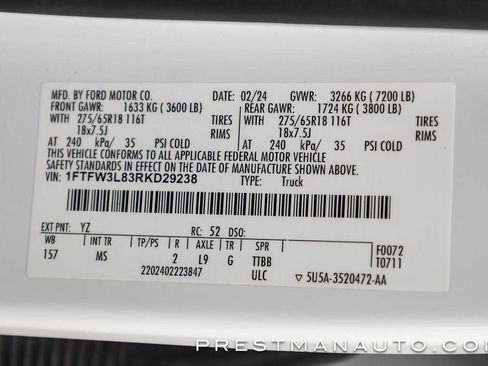 MFD. BY FORD MOTOR CO. DATE: 02/24 GVWR: 3266 KG ( 7200 LB)
FRONT GAWR: 1633 KG ( 3600 LB) REAR GAWR: 1724 KG ( 3800 LB)
WITH 275/65R18 116T TIRES WITH 275/65R18 116T TIRES
18x7.5J RIMS 18x7.5J RIMS
AT 240 kPa/ 35 PSI COLD AT 240 kPa/ 35 PSI COLD
THIS VEHICLE CONFORMS TO ALL APPLICABLE FEDERAL MOTOR VEHICLE
SAFETY STANDARDS IN EFFECT ON THE DATE OF MANUFACTURE SHOWN ABOVE.
VIN: 1FTFW3L83RKD29238 TYPE: Truck
EXT PNT: YZ RC: 52 DSO:
WB INT TR TP/PS R AXLE TR SPR F0072
157 MS 2 L9 G TTBB T0711
2202402223847 ULC ▽ 5U5A-3520472-AA
PRESTMANAUTO.COM